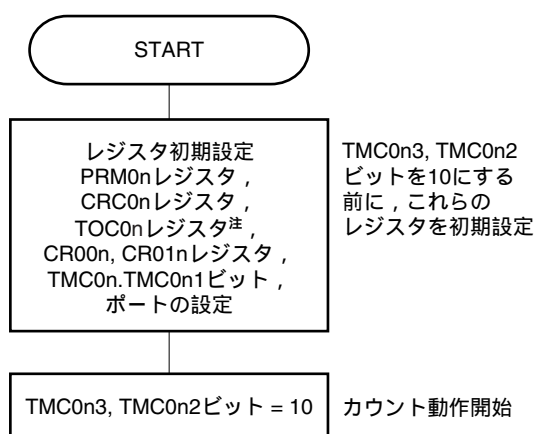 START
レジスタ初期設定
PRM0nレジスタ，
CRC0nレジスタ，
TOC0nレジスタ注，
CR00n, CR01nレジスタ，
TMC0n.TMC0n1ビット，
ポートの設定
TMC0n3, TMC0n2
ビットを10にする
前に，これらの
レジスタを初期設定
TMC0n3, TMC0n2ビット = 10
カウント動作開始